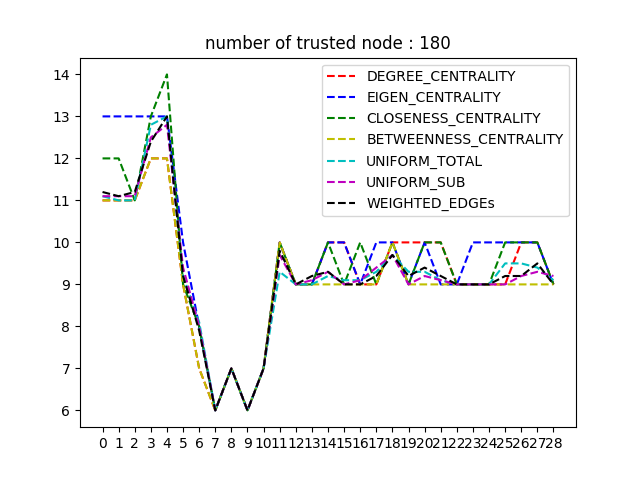 number of trusted node : 180
14
13
12
11
10
9
8
7
6
DEGREE_CENTRALITY
EIGEN_CENTRALITY
CLOSENESS_CENTRALITY
BETWEENNESS_CENTRALITY
UNIFORM_TOTAL
UNIFORM_SUB
WEIGHTED_EDGEs
0 1 2 3 4 5 6 7 8 9 10 11 12 13 14 15 16 17 18 19 20 21 22 23 24 25 26 27 28